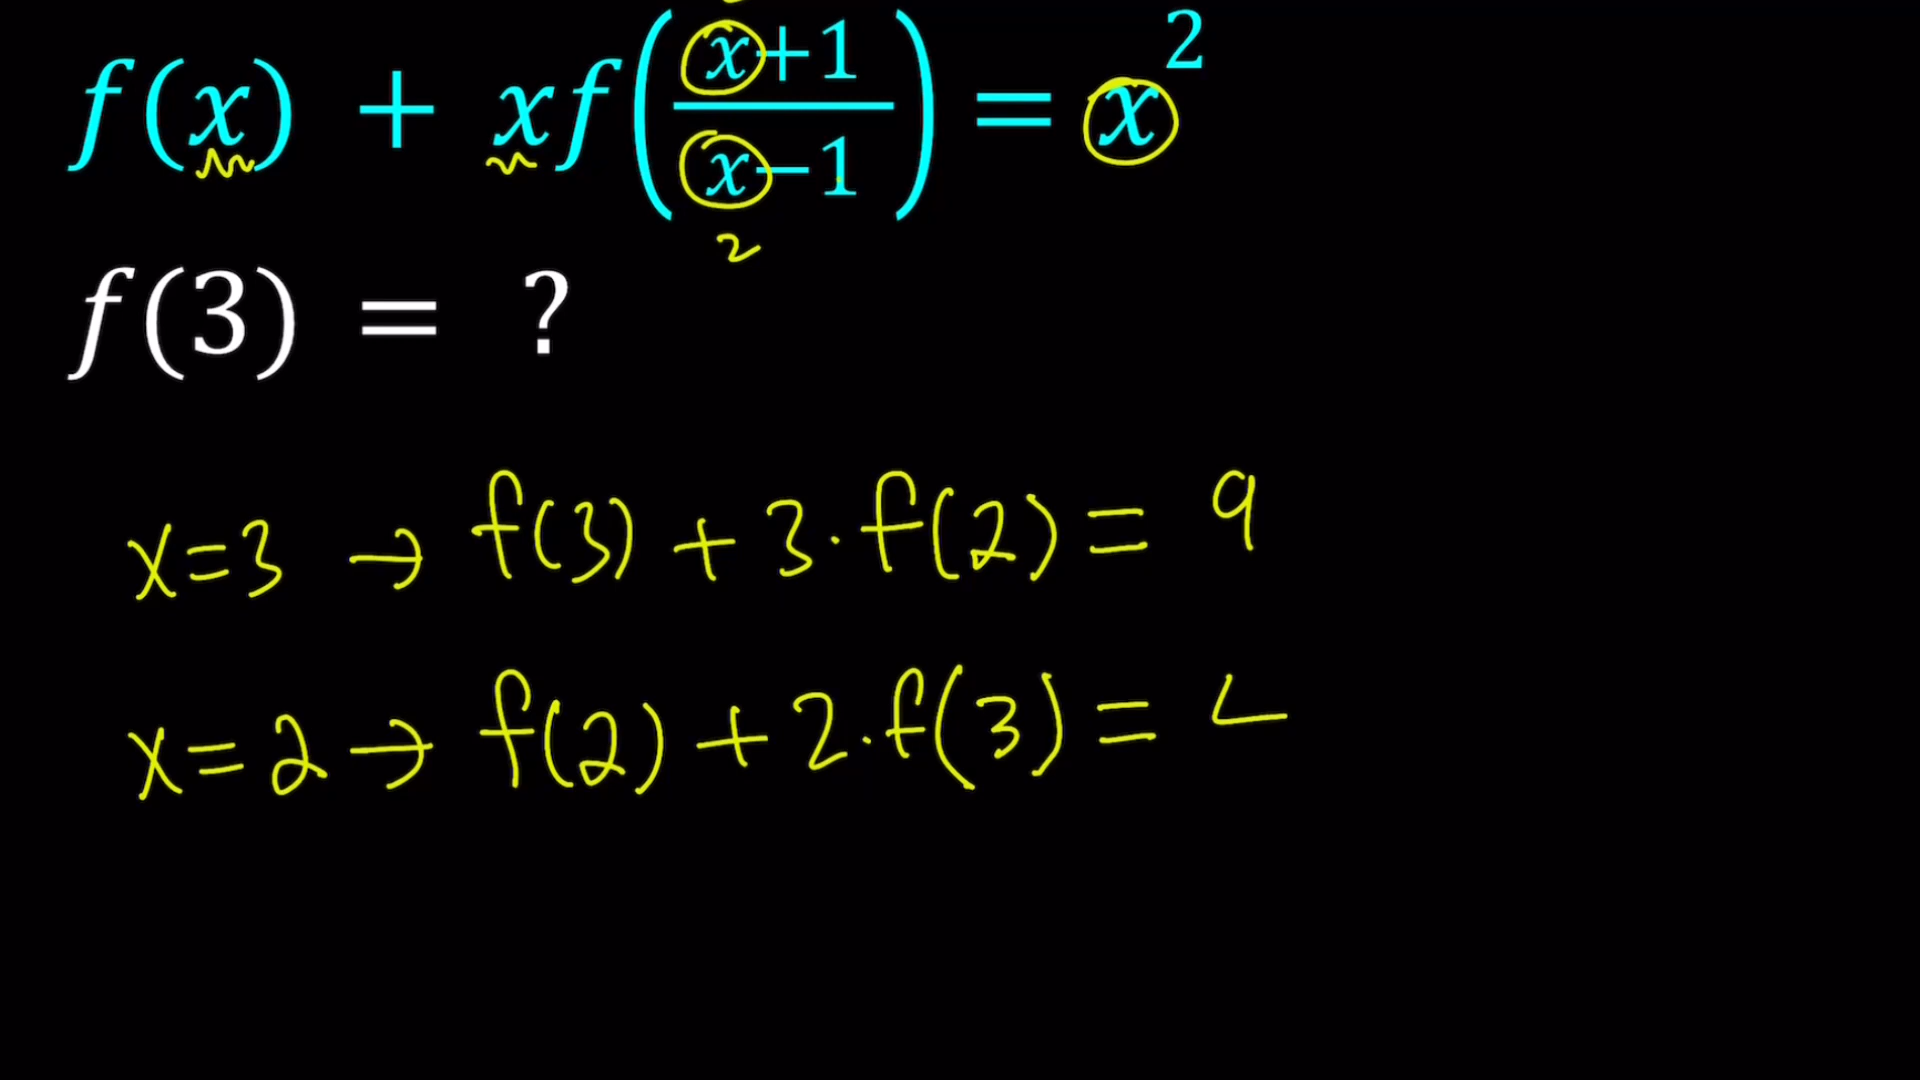 f(x) + xf((x+1)/(x−1)) = x²
2
f(3) = ?
x=3 → f(3) + 3·f(2) = 9
x=2 → f(2) + 2·f(3) =